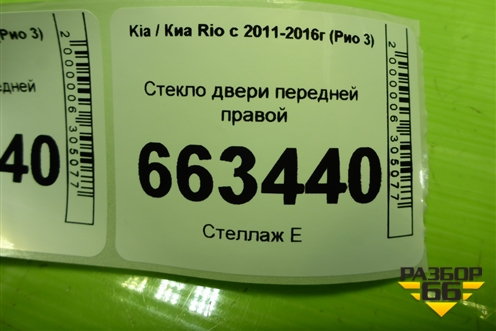 Рио 3)
едней
40
2000006305077
Kia / Киа Rio с 2011-2016г (Рио 3)
Стекло двери передней
правой
663440
Стеллаж Е
2000006305077
РАЗБОР
66